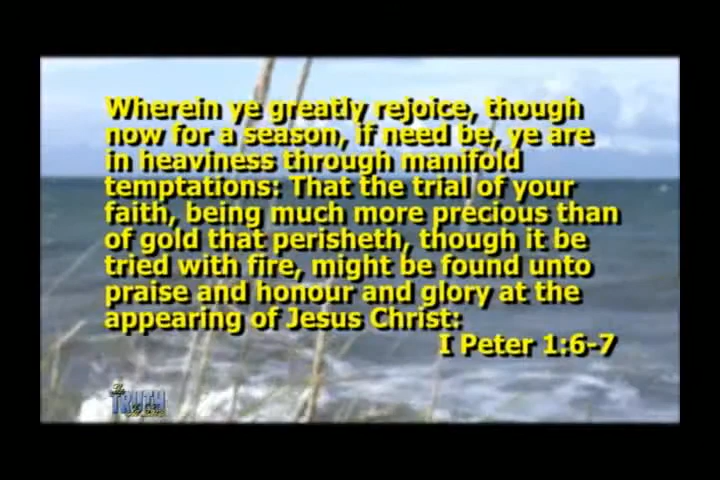 Wherein ye greatly rejoice, though
now for a season, if need be, ye are
in heaviness through manifold
temptations: That the trial of your
faith, being much more precious than
of gold that perisheth, though it be
tried with fire, might be found unto
praise and honour and glory at the
appearing of Jesus Christ:
I Peter 1:6-7
TRUTH